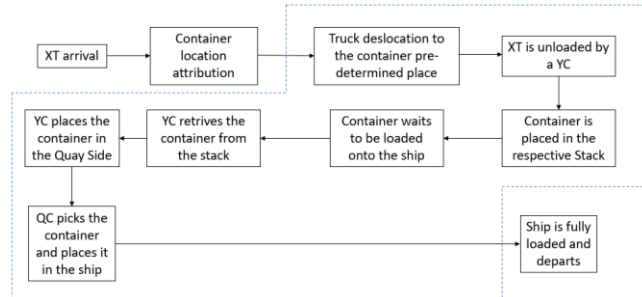 XT arrival
Container
location
attribution
Truck deslocation to
the container pre-
determined place
XT is unloaded by
a YC
YC places the
container in
the Quay Side
YC retrives the
container from
the stack
Container waits
to be loaded
onto the ship
Container is
placed in the
respective Stack
QC picks the
container
and places it
in the ship
Ship is fully
loaded and
departs